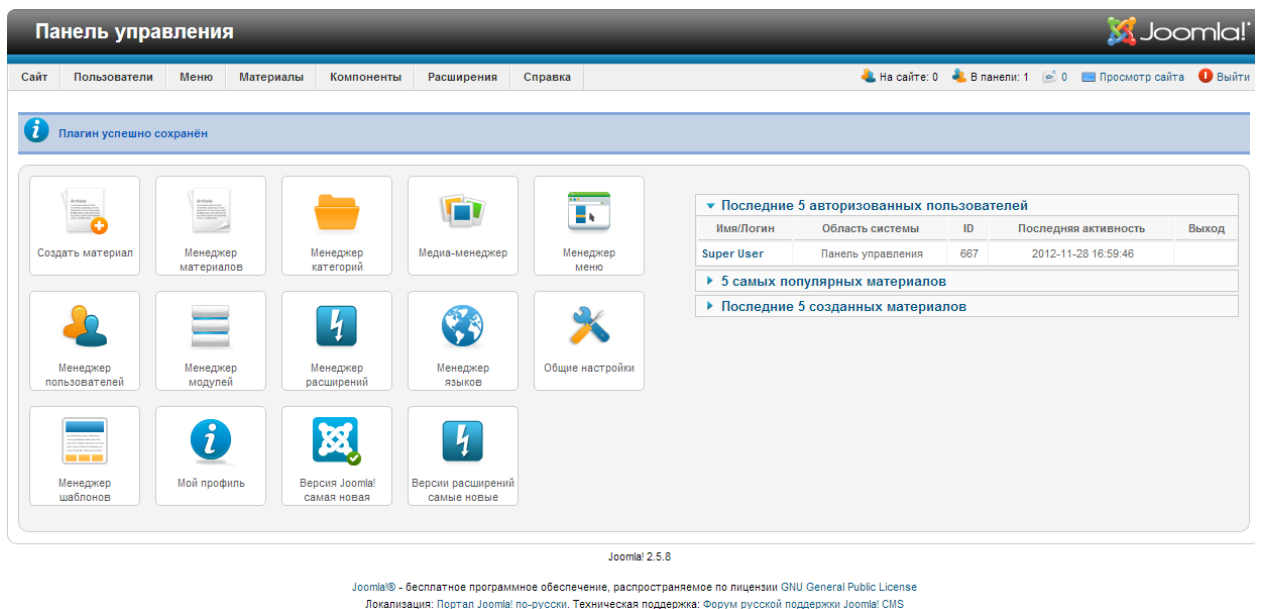 Панель управления
Joomla!
Сайт Пользователи Меню Материалы Компоненты Расширения Справка На сайте: 0 В панели: 1 0 Просмотр сайта Выйти
Плагин успешно сохранён
Создать материал
Менеджер
материалов
Менеджер
категорий
Медиа-менеджер
Менеджер
меню
Менеджер
пользователей
Менеджер
модулей
Менеджер
расширений
Менеджер
языков
Общие настройки
Менеджер
шаблонов
Мой профиль
Версия Joomla!
самая новая
Версии расширений
самые новые
Последние 5 авторизованных пользователей
Имя/Логин Область системы ID Последняя активность Выход
Super User Панель управления 667 2012-11-28 16:59:46
5 самых популярных материалов
Последние 5 созданных материалов
Joomla! 2.5.8
Joomla!® - бесплатное программное обеспечение, распространяемое по лицензии GNU General Public License
Локализация: Портал Joomla! по-русски. Техническая поддержка: Форум русской поддержки Joomla! CMS